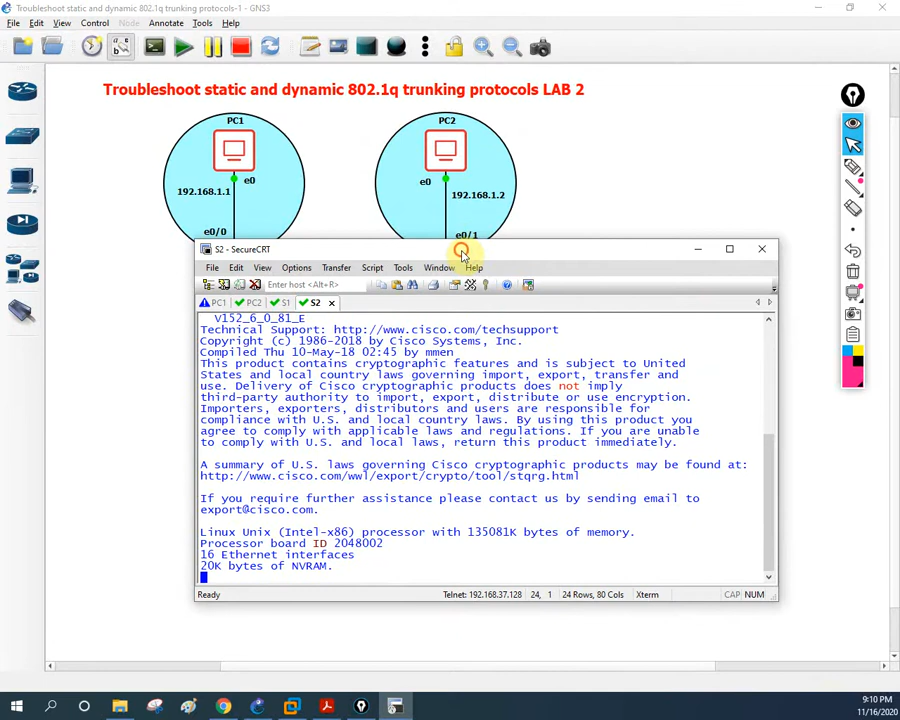 Troubleshoot static and dynamic 802.1q trunking protocols-1 - GNS3
File Edit View Control Node Annotate Tools Help
Troubleshoot static and dynamic 802.1q trunking protocols LAB 2
PC1
PC2
e0
e0
192.168.1.1
192.168.1.2
e0/0
e0/1
S2 - SecureCRT
File Edit View Options Transfer Script Tools Window Help
Enter host <Alt+R>
PC1 PC2 S1 S2
V152_6_0_81_E
Technical Support: http://www.cisco.com/techsupport
Copyright (c) 1986-2018 by Cisco Systems, Inc.
Compiled Thu 10-May-18 02:45 by mmen
This product contains cryptographic features and is subject to United
States and local country laws governing import, export, transfer and
use. Delivery of Cisco cryptographic products does not imply
third-party authority to import, export, distribute or use encryption.
Importers, exporters, distributors and users are responsible for
compliance with U.S. and local country laws. By using this product you
agree to comply with applicable laws and regulations. If you are unable
to comply with U.S. and local laws, return this product immediately.
A summary of U.S. laws governing Cisco cryptographic products may be found at:
http://www.cisco.com/wwl/export/crypto/tool/stqrg.html
If you require further assistance please contact us by sending email to
export@cisco.com.
Linux Unix (Intel-x86) processor with 135081K bytes of memory.
Processor board ID 2048002
16 Ethernet interfaces
20K bytes of NVRAM.
Ready Telnet: 192.168.37.128 24, 1 24 Rows, 80 Cols Xterm CAP NUM
9:10 PM
11/16/2020